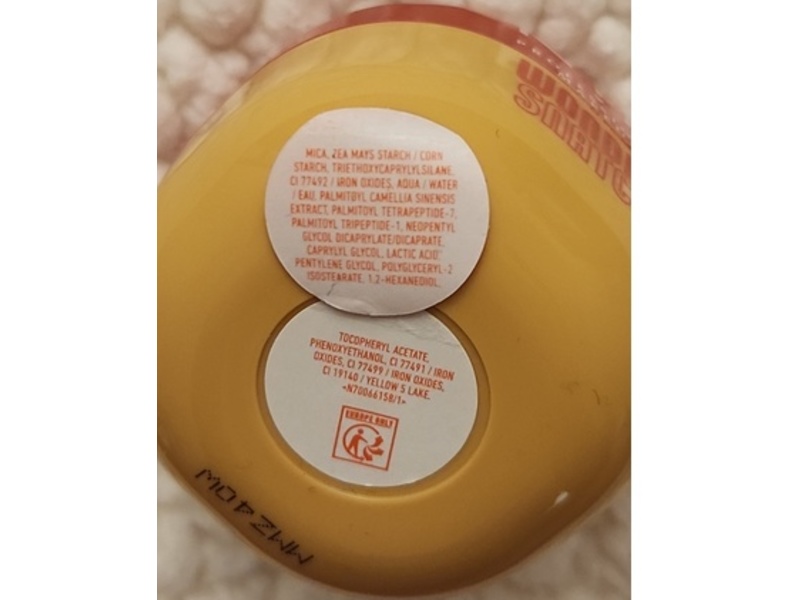 MICA, ZEA MAYS STARCH / CORN
STARCH, TRIETHOXYCAPRYLYLSILANE,
CI 77492 / IRON OXIDES, AQUA / WATER
/ EAU, PALMITOYL CAMELLIA SINENSIS
EXTRACT, PALMITOYL TETRAPEPTIDE-7,
PALMITOYL TRIPEPTIDE-1, NEOPENTYL
GLYCOL DICAPRYLATE/DICAPRATE,
CAPRYLYL GLYCOL, LACTIC ACID,
PENTYLENE GLYCOL, POLYGLYCERYL-2
ISOSTEARATE, 1,2-HEXANEDIOL,
TOCOPHERYL ACETATE,
PHENOXYETHANOL, CI 77491 / IRON
OXIDES, CI 77499 / IRON OXIDES,
CI 19140 / YELLOW 5 LAKE.
<N70066158/1>
EUROPE ONLY
MMZ40W